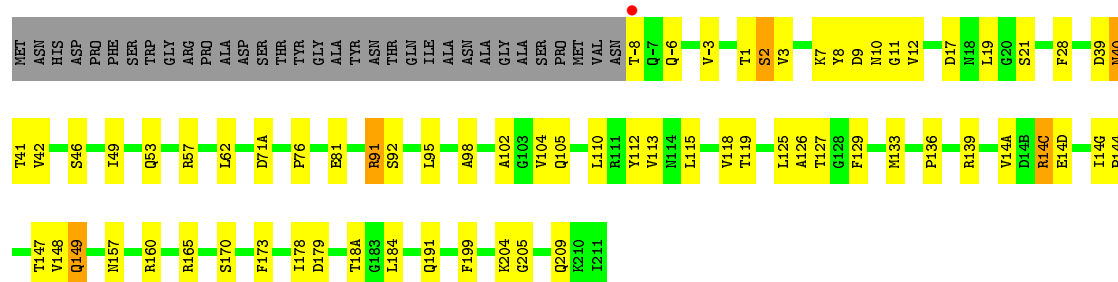 MET ASN HIS ASP PRO PHE SER TRP GLY ARG PRO ALA ASP SER THR TYR GLY ALA TYR ASN THR GLN ILE ALA ASN ALA GLY ALA SER PRO MET VAL ASN T-8 Q-7 Q-6 V-3 T1 S2 V3 K7 Y8 D9 N10 G11 V12 D17 N18 L19 G20 S21 F28 D39 N40
T41 V42 S46 I49 Q53 R57 L62 D71A P76 E81 R91 S92 L95 A98 A102 G103 V104 Q105 L110 R111 Y112 V113 N114 L115 V118 T119 L125 A126 T127 G128 F129 M133 P136 R139 V14A D14B R14C E14D I14G P144
T147 V148 Q149 N157 R160 R165 S170 F173 I178 D179 T18A G183 L184 Q191 F199 K204 G205 Q209 K210 I211